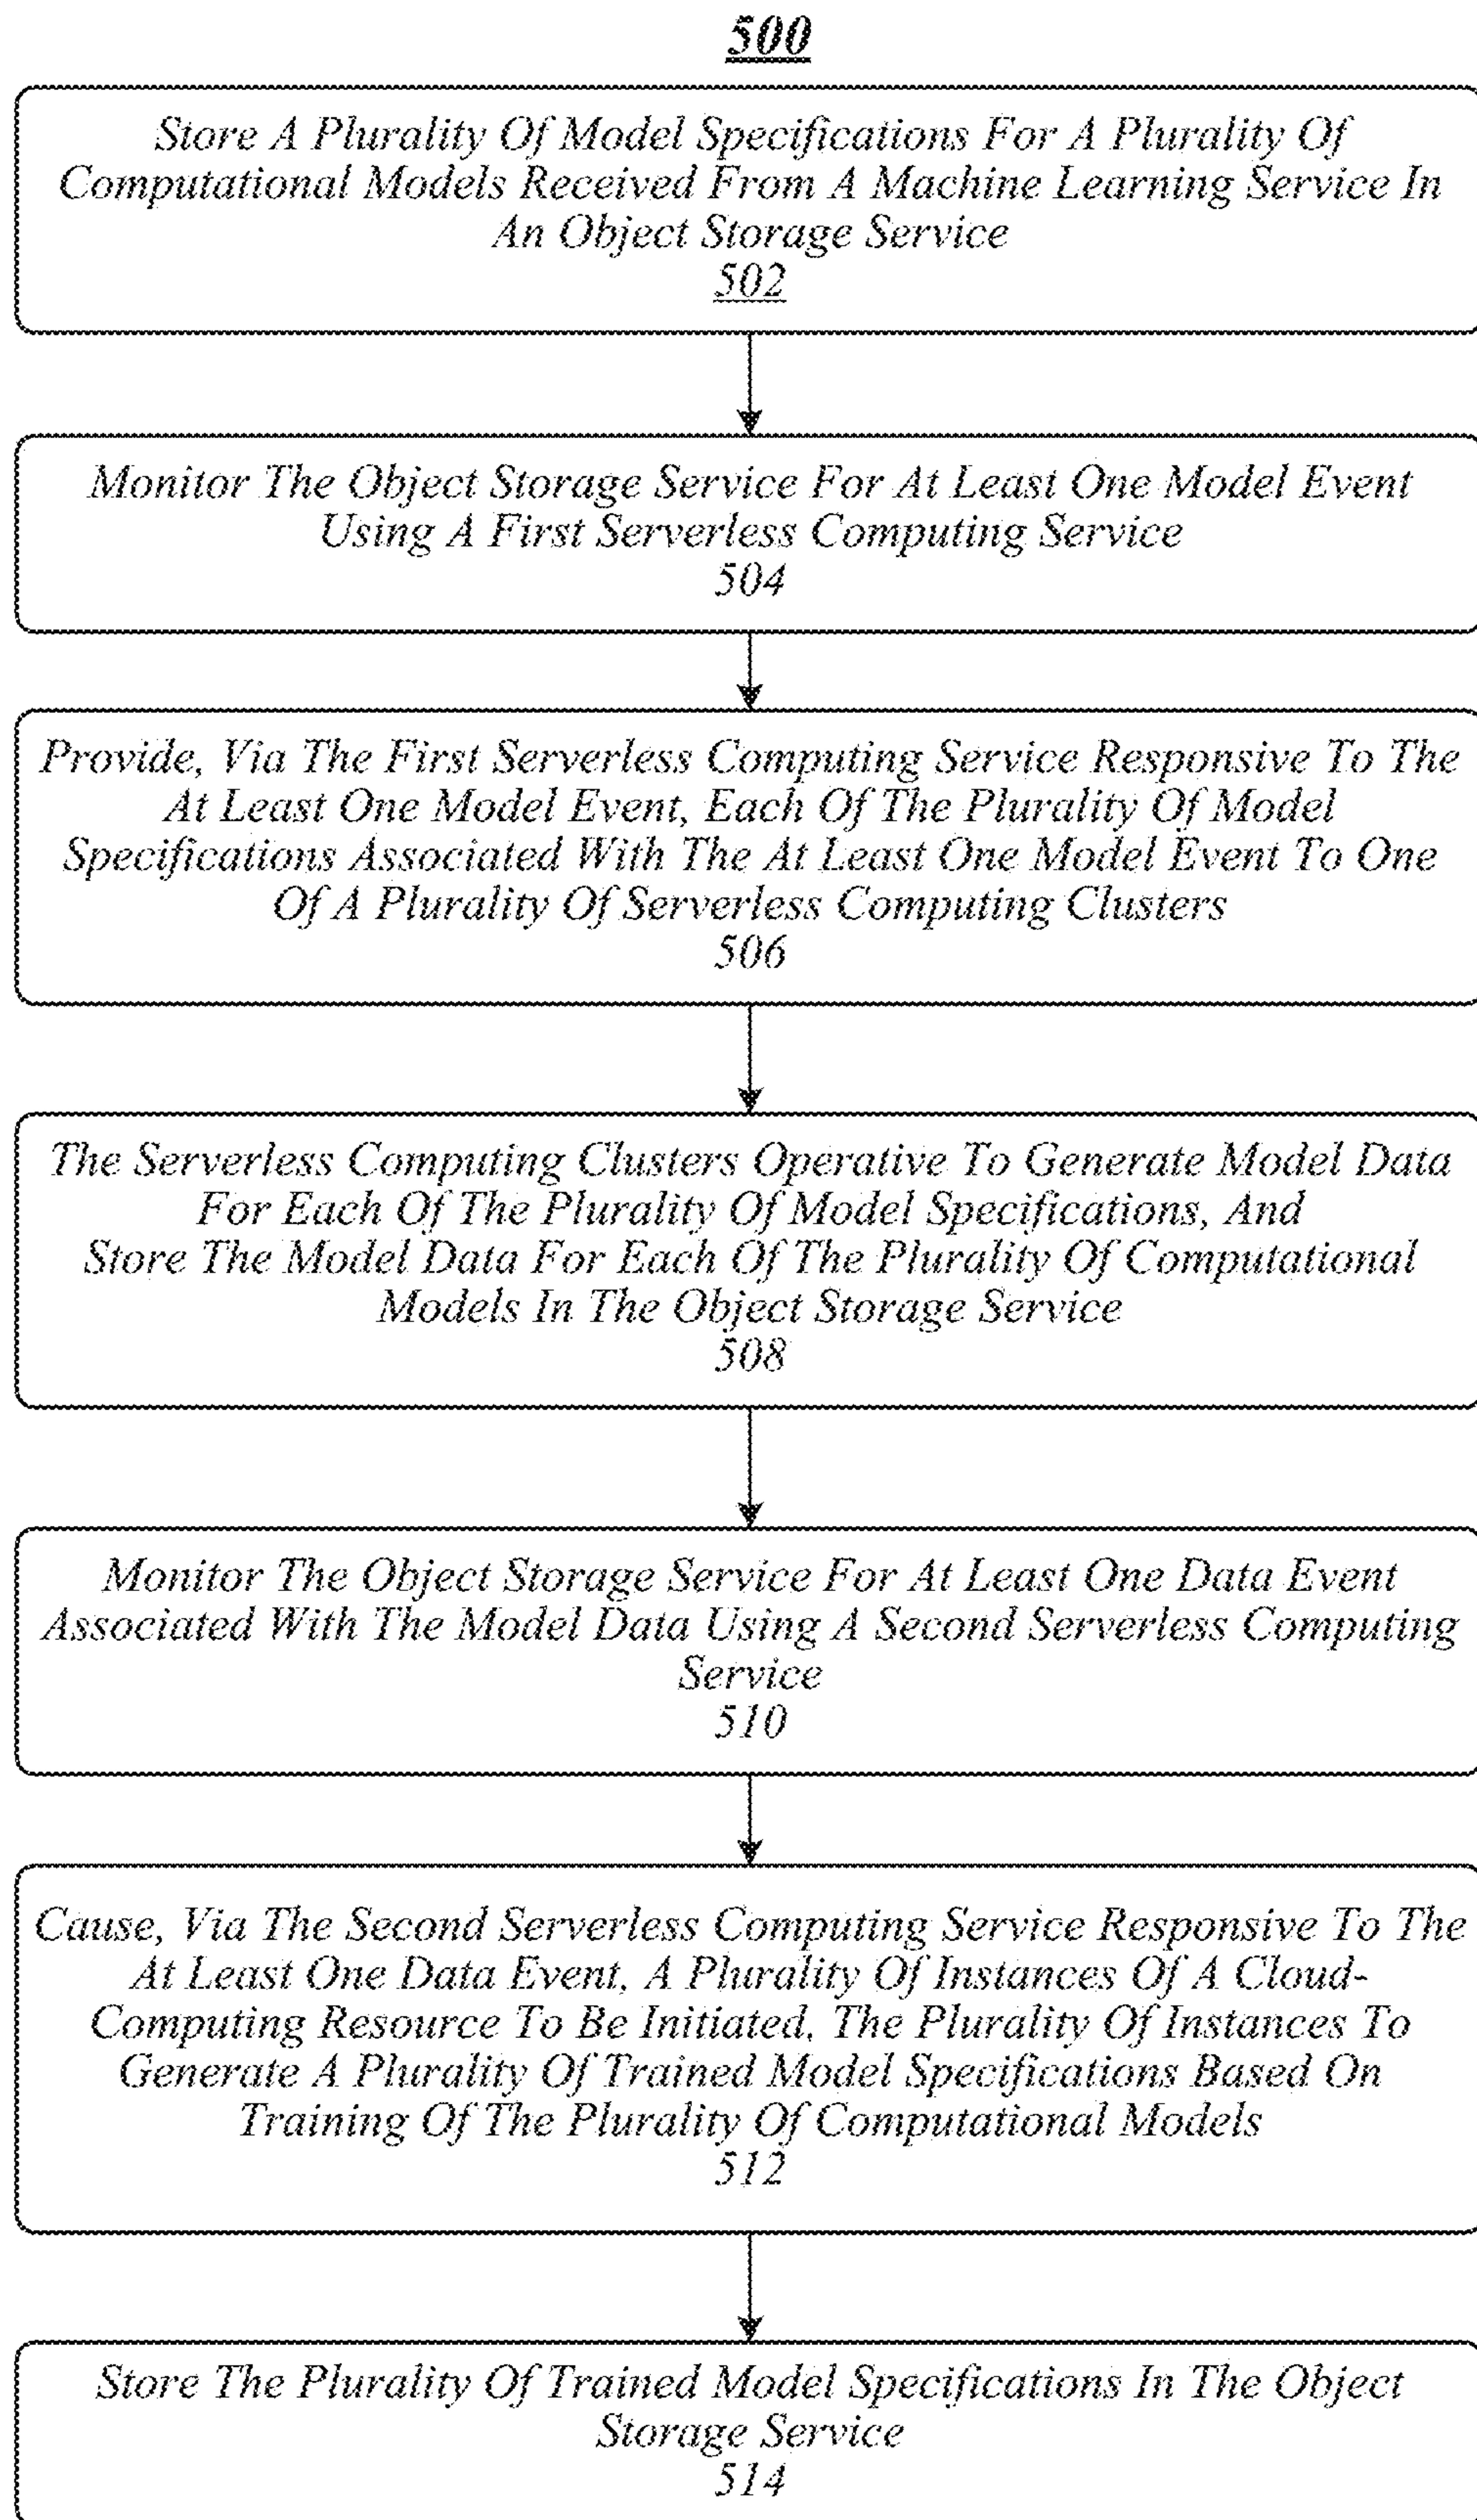 500
Store A Plurality Of Model Specifications For A Plurality Of
Computational Models Received From A Machine Learning Service In
An Object Storage Service
502
Monitor The Object Storage Service For At Least One Model Event
Using A First Serverless Computing Service
504
Provide, Via The First Serverless Computing Service Responsive To The
At Least One Model Event, Each Of The Plurality Of Model
Specifications Associated With The At Least One Model Event To One
Of A Plurality Of Serverless Computing Clusters
506
The Serverless Computing Clusters Operative To Generate Model Data
For Each Of The Plurality Of Model Specifications, And
Store The Model Data For Each Of The Plurality Of Computational
Models In The Object Storage Service
508
Monitor The Object Storage Service For At Least One Data Event
Associated With The Model Data Using A Second Serverless Computing
Service
510
Cause, Via The Second Serverless Computing Service Responsive To The
At Least One Data Event, A Plurality Of Instances Of A Cloud-
Computing Resource To Be Initiated, The Plurality Of Instances To
Generate A Plurality Of Trained Model Specifications Based On
Training Of The Plurality Of Computational Models
512
Store The Plurality Of Trained Model Specifications In The Object
Storage Service
514